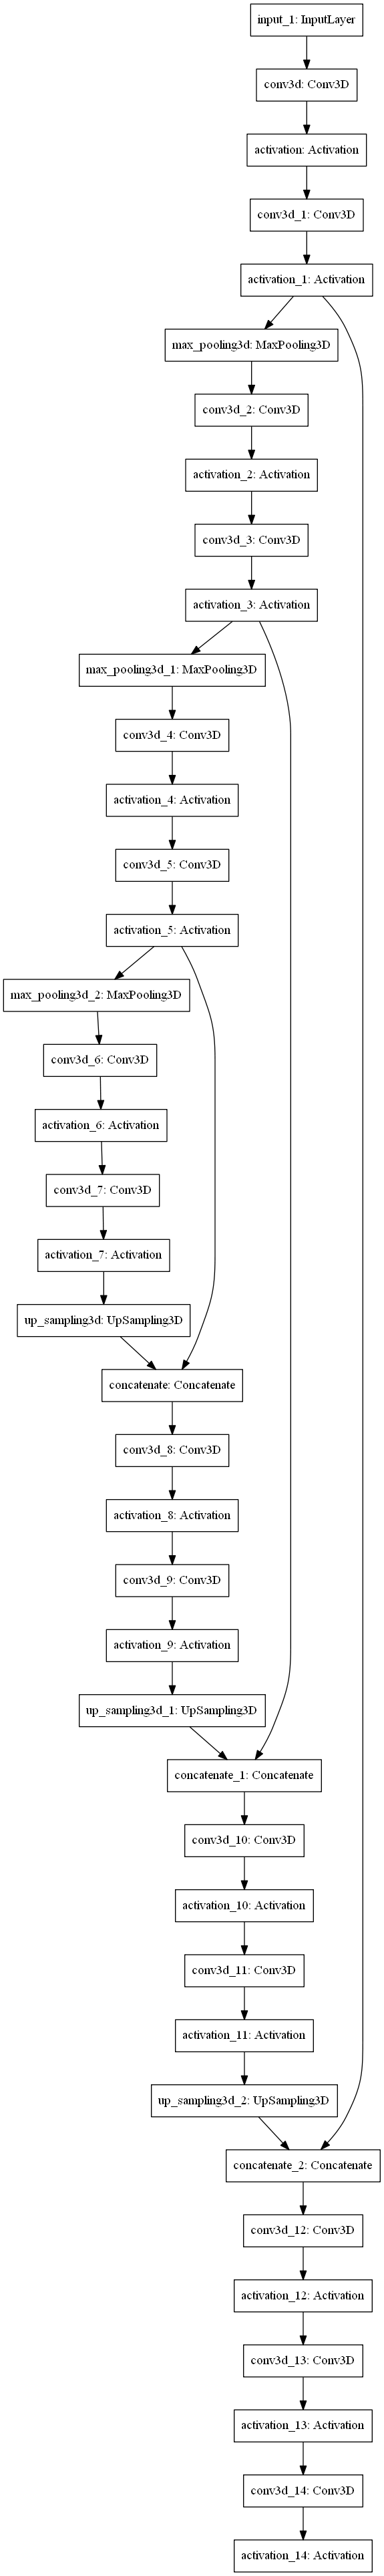 input_1: InputLayer
conv3d: Conv3D
activation: Activation
conv3d_1: Conv3D
activation_1: Activation
max_pooling3d: MaxPooling3D
conv3d_2: Conv3D
activation_2: Activation
conv3d_3: Conv3D
activation_3: Activation
max_pooling3d_1: MaxPooling3D
conv3d_4: Conv3D
activation_4: Activation
conv3d_5: Conv3D
activation_5: Activation
max_pooling3d_2: MaxPooling3D
conv3d_6: Conv3D
activation_6: Activation
conv3d_7: Conv3D
activation_7: Activation
up_sampling3d: UpSampling3D
concatenate: Concatenate
conv3d_8: Conv3D
activation_8: Activation
conv3d_9: Conv3D
activation_9: Activation
up_sampling3d_1: UpSampling3D
concatenate_1: Concatenate
conv3d_10: Conv3D
activation_10: Activation
conv3d_11: Conv3D
activation_11: Activation
up_sampling3d_2: UpSampling3D
concatenate_2: Concatenate
conv3d_12: Conv3D
activation_12: Activation
conv3d_13: Conv3D
activation_13: Activation
conv3d_14: Conv3D
activation_14: Activation